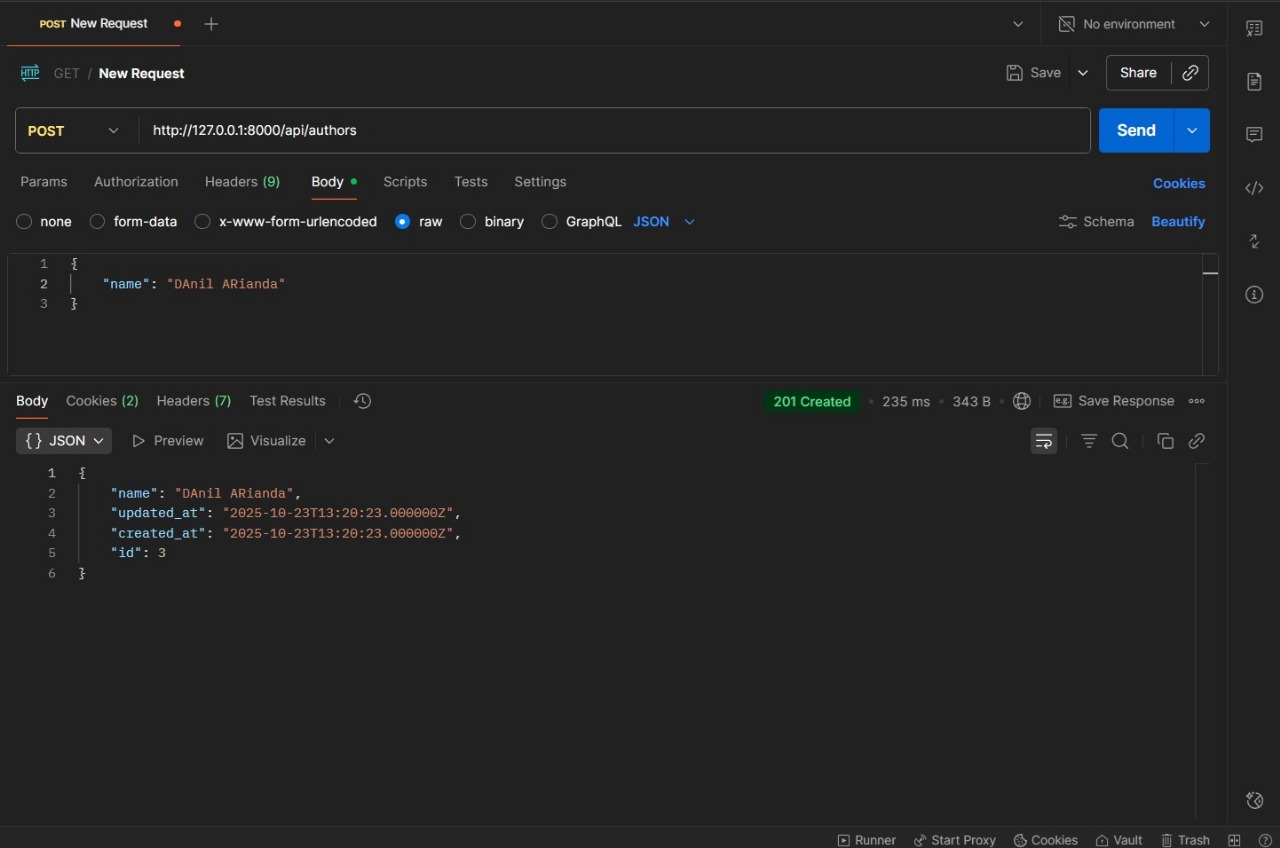 POST New Request
No environment
HTTP GET / New Request
Save
Share
POST http://127.0.0.1:8000/api/authors
Send
Params Authorization Headers (9) Body Scripts Tests Settings
Cookies
none form-data x-www-form-urlencoded raw binary GraphQL JSON
Schema Beautify
1 {
2 "name": "DAnil ARianda"
3 }
Body Cookies (2) Headers (7) Test Results
201 Created 235 ms 343 B e.g. Save Response
{} JSON Preview Visualize
1 {
2 "name": "DAnil ARianda",
3 "updated_at": "2025-10-23T13:20:23.000000Z",
4 "created_at": "2025-10-23T13:20:23.000000Z",
5 "id": 3
6 }
Runner Start Proxy Cookies Vault Trash